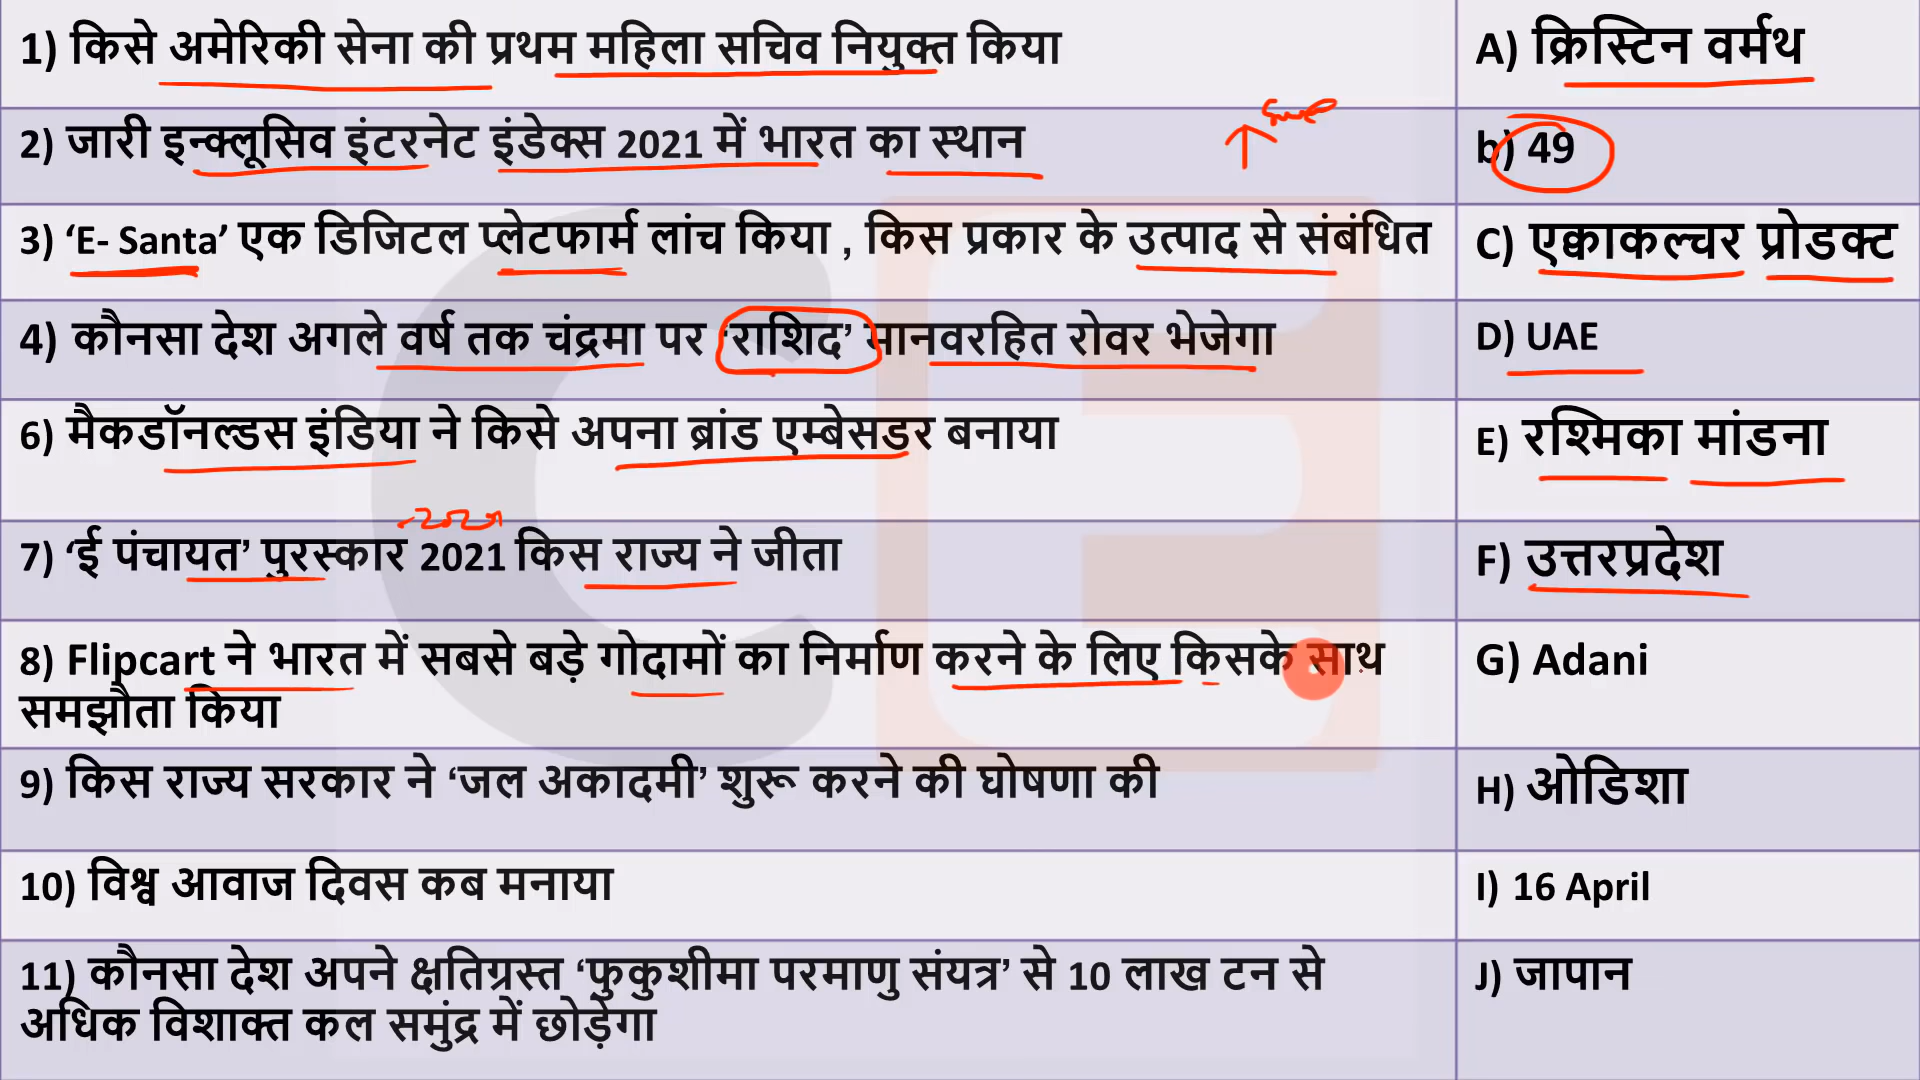 1) किसे अमेरिकी सेना की प्रथम महिला सचिव नियुक्त किया
A) क्रिस्टिन वर्मथ
2) जारी इन्क्लूसिव इंटरनेट इंडेक्स 2021 में भारत का स्थान
b) 49
3) ‘E- Santa’ एक डिजिटल प्लेटफार्म लांच किया , किस प्रकार के उत्पाद से संबंधित
C) एक्वाकल्चर प्रोडक्ट
4) कौनसा देश अगले वर्ष तक चंद्रमा पर ‘राशिद’ मानवरहित रोवर भेजेगा
D) UAE
6) मैकडॉनल्डस इंडिया ने किसे अपना ब्रांड एम्बेसडर बनाया
E) रश्मिका मांडना
2021
7) ‘ई पंचायत’ पुरस्कार 2021 किस राज्य ने जीता
F) उत्तरप्रदेश
8) Flipcart ने भारत में सबसे बड़े गोदामों का निर्माण करने के लिए किसके साथ
समझौता किया
G) Adani
9) किस राज्य सरकार ने ‘जल अकादमी’ शुरू करने की घोषणा की
H) ओडिशा
10) विश्व आवाज दिवस कब मनाया
I) 16 April
11) कौनसा देश अपने क्षतिग्रस्त ‘फुकुशीमा परमाणु संयत्र’ से 10 लाख टन से
अधिक विशाक्त कल समुंद्र में छोड़ेगा
J) जापान
CE